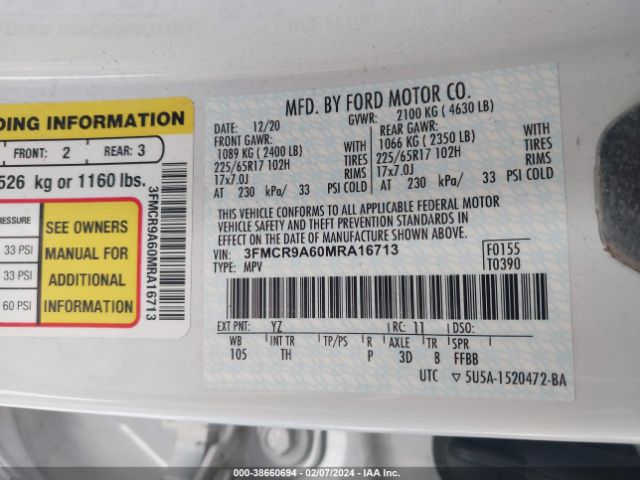 DING INFORMATION
FRONT: 2 REAR: 3
526 kg or 1160 lbs.
RESSURE
33 PSI
33 PSI
60 PSI
SEE OWNERS
MANUAL FOR
ADDITIONAL
INFORMATION
3FMCR9A60MRA16713
MFD. BY FORD MOTOR CO.
DATE: 12/20 GVWR: 2100 KG ( 4630 LB)
FRONT GAWR: REAR GAWR:
1089 KG ( 2400 LB) 1066 KG ( 2350 LB)
225/65R17 102H TIRES 225/65R17 102H TIRES
17x7.0J RIMS 17x7.0J RIMS
AT 230 kPa/ 33 PSI COLD AT 230 kPa/ 33 PSI COLD
THIS VEHICLE CONFORMS TO ALL APPLICABLE FEDERAL MOTOR
VEHICLE SAFETY AND THEFT PREVENTION STANDARDS IN
EFFECT ON THE DATE OF MANUFACTURE SHOWN ABOVE.
VIN: 3FMCR9A60MRA16713 F0155
TYPE: MPV T0390
EXT PNT: YZ RC: 11 DSO:
WB INT TR TP/PS R AXLE TR SPR
105 TH P 3D 8 FFBB
UTC ▽ 5U5A-1520472-BA
000-38660694 - 02/07/2024 - IAA Inc.